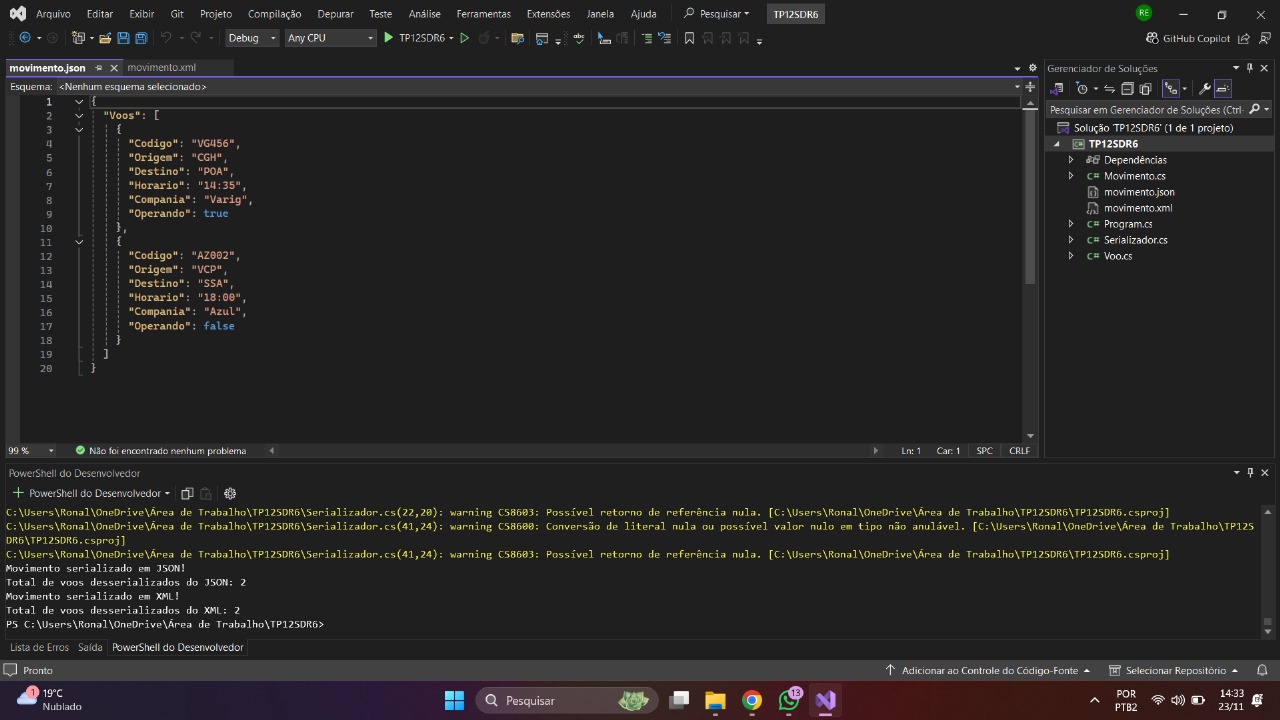 Arquivo Editar Exibir Git Projeto Compilação Depurar Teste Análise Ferramentas Extensões Janela Ajuda Pesquisar TP12SDR6 RE
Debug Any CPU TP12SDR6 GitHub Copilot
movimento.json movimento.xml
Esquema: <Nenhum esquema selecionado>
1 {
2 "Voos": [
3 {
4 "Codigo": "VG456",
5 "Origem": "CGH",
6 "Destino": "POA",
7 "Horario": "14:35",
8 "Compania": "Varig",
9 "Operando": true
10 },
11 {
12 "Codigo": "AZ002",
13 "Origem": "VCP",
14 "Destino": "SSA",
15 "Horario": "18:00",
16 "Compania": "Azul",
17 "Operando": false
18 }
19 ]
20 }
99 % Não foi encontrado nenhum problema Ln: 1 Car: 1 SPC CRLF
Gerenciador de Soluções
Pesquisar em Gerenciador de Soluções (Ctrl-
Solução 'TP12SDR6' (1 de 1 projeto)
TP12SDR6
Dependências
Movimento.cs
movimento.json
movimento.xml
Program.cs
Serializador.cs
Voo.cs
PowerShell do Desenvolvedor
PowerShell do Desenvolvedor
C:\Users\Ronal\OneDrive\Área de Trabalho\TP12SDR6\Serializador.cs(22,20): warning CS8603: Possível retorno de referência nula. [C:\Users\Ronal\OneDrive\Área de Trabalho\TP12SDR6\TP12SDR6.csproj]
C:\Users\Ronal\OneDrive\Área de Trabalho\TP12SDR6\Serializador.cs(41,24): warning CS8600: Conversão de literal nula ou possível valor nulo em tipo não anulável. [C:\Users\Ronal\OneDrive\Área de Trabalho\TP12S
DR6\TP12SDR6.csproj]
C:\Users\Ronal\OneDrive\Área de Trabalho\TP12SDR6\Serializador.cs(41,24): warning CS8603: Possível retorno de referência nula. [C:\Users\Ronal\OneDrive\Área de Trabalho\TP12SDR6\TP12SDR6.csproj]
Movimento serializado em JSON!
Total de voos desserializados do JSON: 2
Movimento serializado em XML!
Total de voos desserializados do XML: 2
PS C:\Users\Ronal\OneDrive\Área de Trabalho\TP12SDR6>
Lista de Erros Saída PowerShell do Desenvolvedor
Pronto Adicionar ao Controle do Código-Fonte Selecionar Repositório
1 19°C
Nublado
Pesquisar
13
POR
PTB2
14:33
23/11